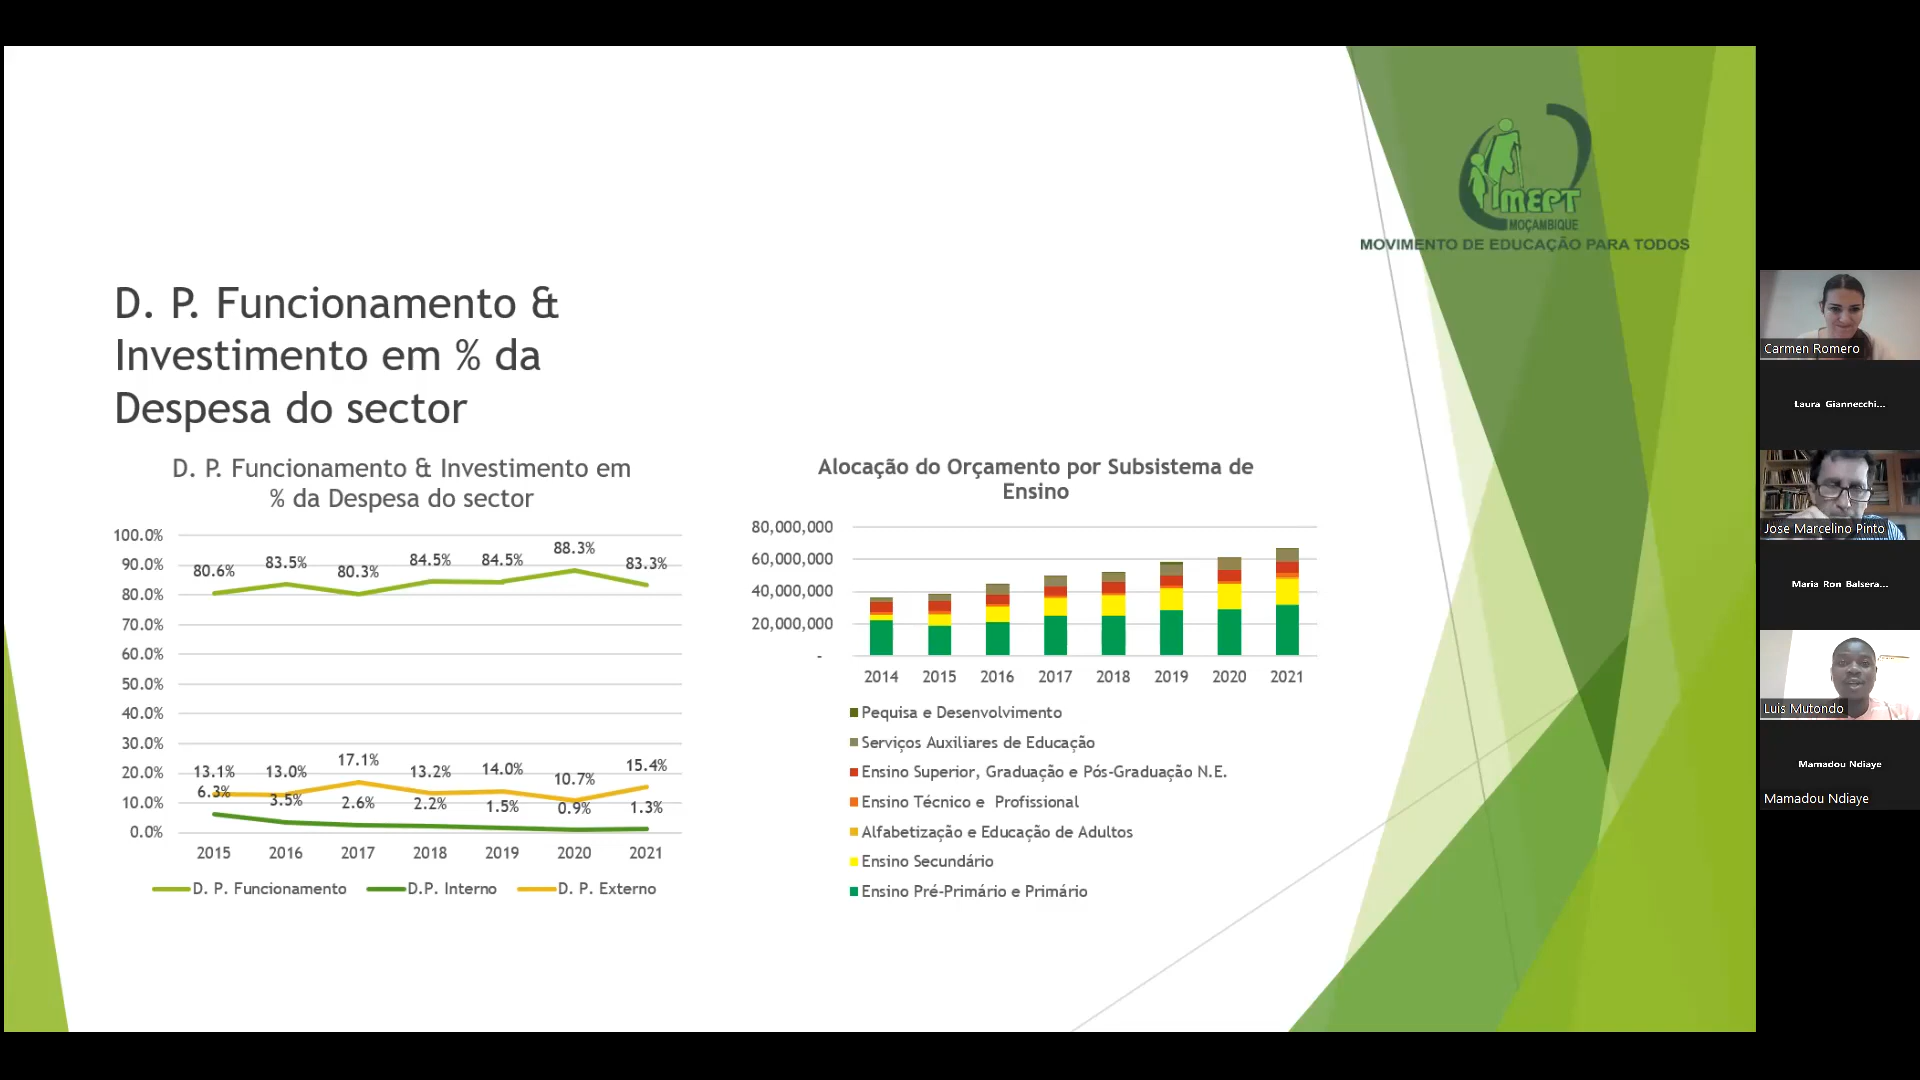 MEPT
MOÇAMBIQUE
MOVIMENTO DE EDUCAÇÃO PARA TODOS
D. P. Funcionamento &
Investimento em % da
Despesa do sector
D. P. Funcionamento & Investimento em
% da Despesa do sector
100.0%
90.0%
80.0%
70.0%
60.0%
50.0%
40.0%
30.0%
20.0%
10.0%
0.0%
80.6% 83.5% 80.3% 84.5% 84.5% 88.3% 83.3%
13.1% 13.0% 17.1% 13.2% 14.0% 10.7% 15.4%
6.3% 3.5% 2.6% 2.2% 1.5% 0.9% 1.3%
2015 2016 2017 2018 2019 2020 2021
D. P. Funcionamento D.P. Interno D. P. Externo
Alocação do Orçamento por Subsistema de
Ensino
80,000,000
60,000,000
40,000,000
20,000,000
-
2014 2015 2016 2017 2018 2019 2020 2021
Pequisa e Desenvolvimento
Serviços Auxiliares de Educação
Ensino Superior, Graduação e Pós-Graduação N.E.
Ensino Técnico e Profissional
Alfabetização e Educação de Adultos
Ensino Secundário
Ensino Pré-Primário e Primário
Carmen Romero
Laura Giannecchi...
Jose Marcelino Pinto
Maria Ron Balsera...
Luis Mutondo
Mamadou Ndiaye
Mamadou Ndiaye